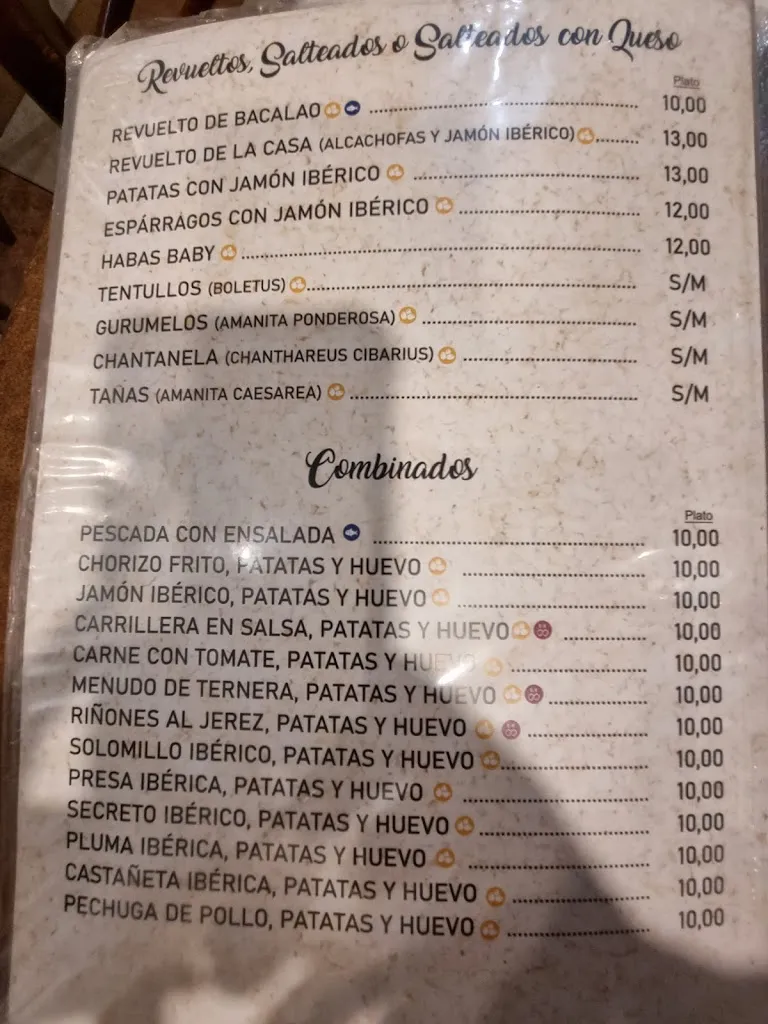 Revueltos, Salteados o Salteados con Queso
Plato
REVUELTO DE BACALAO ........ 10,00
REVUELTO DE LA CASA (ALCACHOFAS Y JAMÓN IBÉRICO) ........ 13,00
PATATAS CON JAMÓN IBÉRICO ........ 13,00
ESPÁRRAGOS CON JAMÓN IBÉRICO ........ 12,00
HABAS BABY ........ 12,00
TENTULLOS (BOLETUS) ........ S/M
GURUMELOS (AMANITA PONDEROSA) ........ S/M
CHANTANELA (CHANTHAREUS CIBARIUS) ........ S/M
TANAS (AMANITA CAESAREA) ........ S/M
Combinados
Plato
PESCADA CON ENSALADA ........ 10,00
CHORIZO FRITO, PATATAS Y HUEVO ........ 10,00
JAMÓN IBÉRICO, PATATAS Y HUEVO ........ 10,00
CARRILLERA EN SALSA, PATATAS Y HUEVO ........ 10,00
CARNE CON TOMATE, PATATAS Y HUEVO ........ 10,00
MENUDO DE TERNERA, PATATAS Y HUEVO ........ 10,00
RIÑONES AL JEREZ, PATATAS Y HUEVO ........ 10,00
SOLOMILLO IBÉRICO, PATATAS Y HUEVO ........ 10,00
PRESA IBÉRICA, PATATAS Y HUEVO ........ 10,00
SECRETO IBÉRICO, PATATAS Y HUEVO ........ 10,00
PLUMA IBÉRICA, PATATAS Y HUEVO ........ 10,00
CASTAÑETA IBÉRICA, PATATAS Y HUEVO ........ 10,00
PECHUGA DE POLLO, PATATAS Y HUEVO ........ 10,00